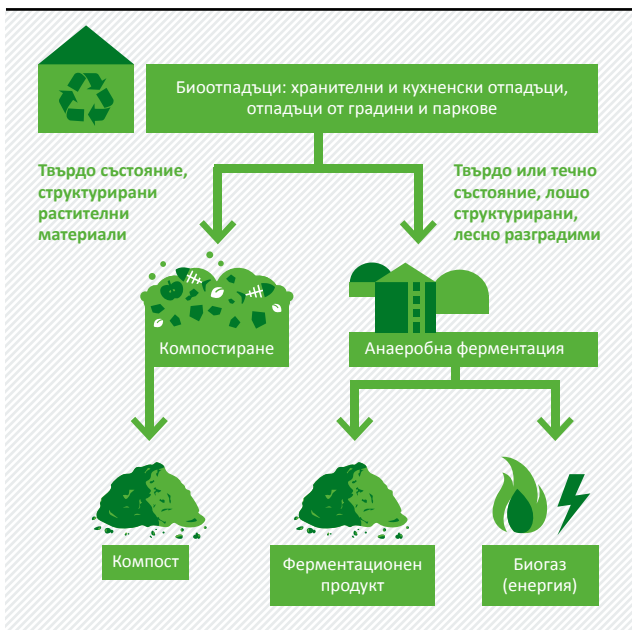 Биоотпадъци: хранителни и кухненски отпадъци,
отпадъци от градини и паркове
Твърдо състояние,
структурирани
растителни
материали
Твърдо или течно
състояние, лошо
структурирани,
лесно разградими
Компостиране
Анаеробна ферментация
Компост
Ферментационен
продукт
Биогаз
(енергия)